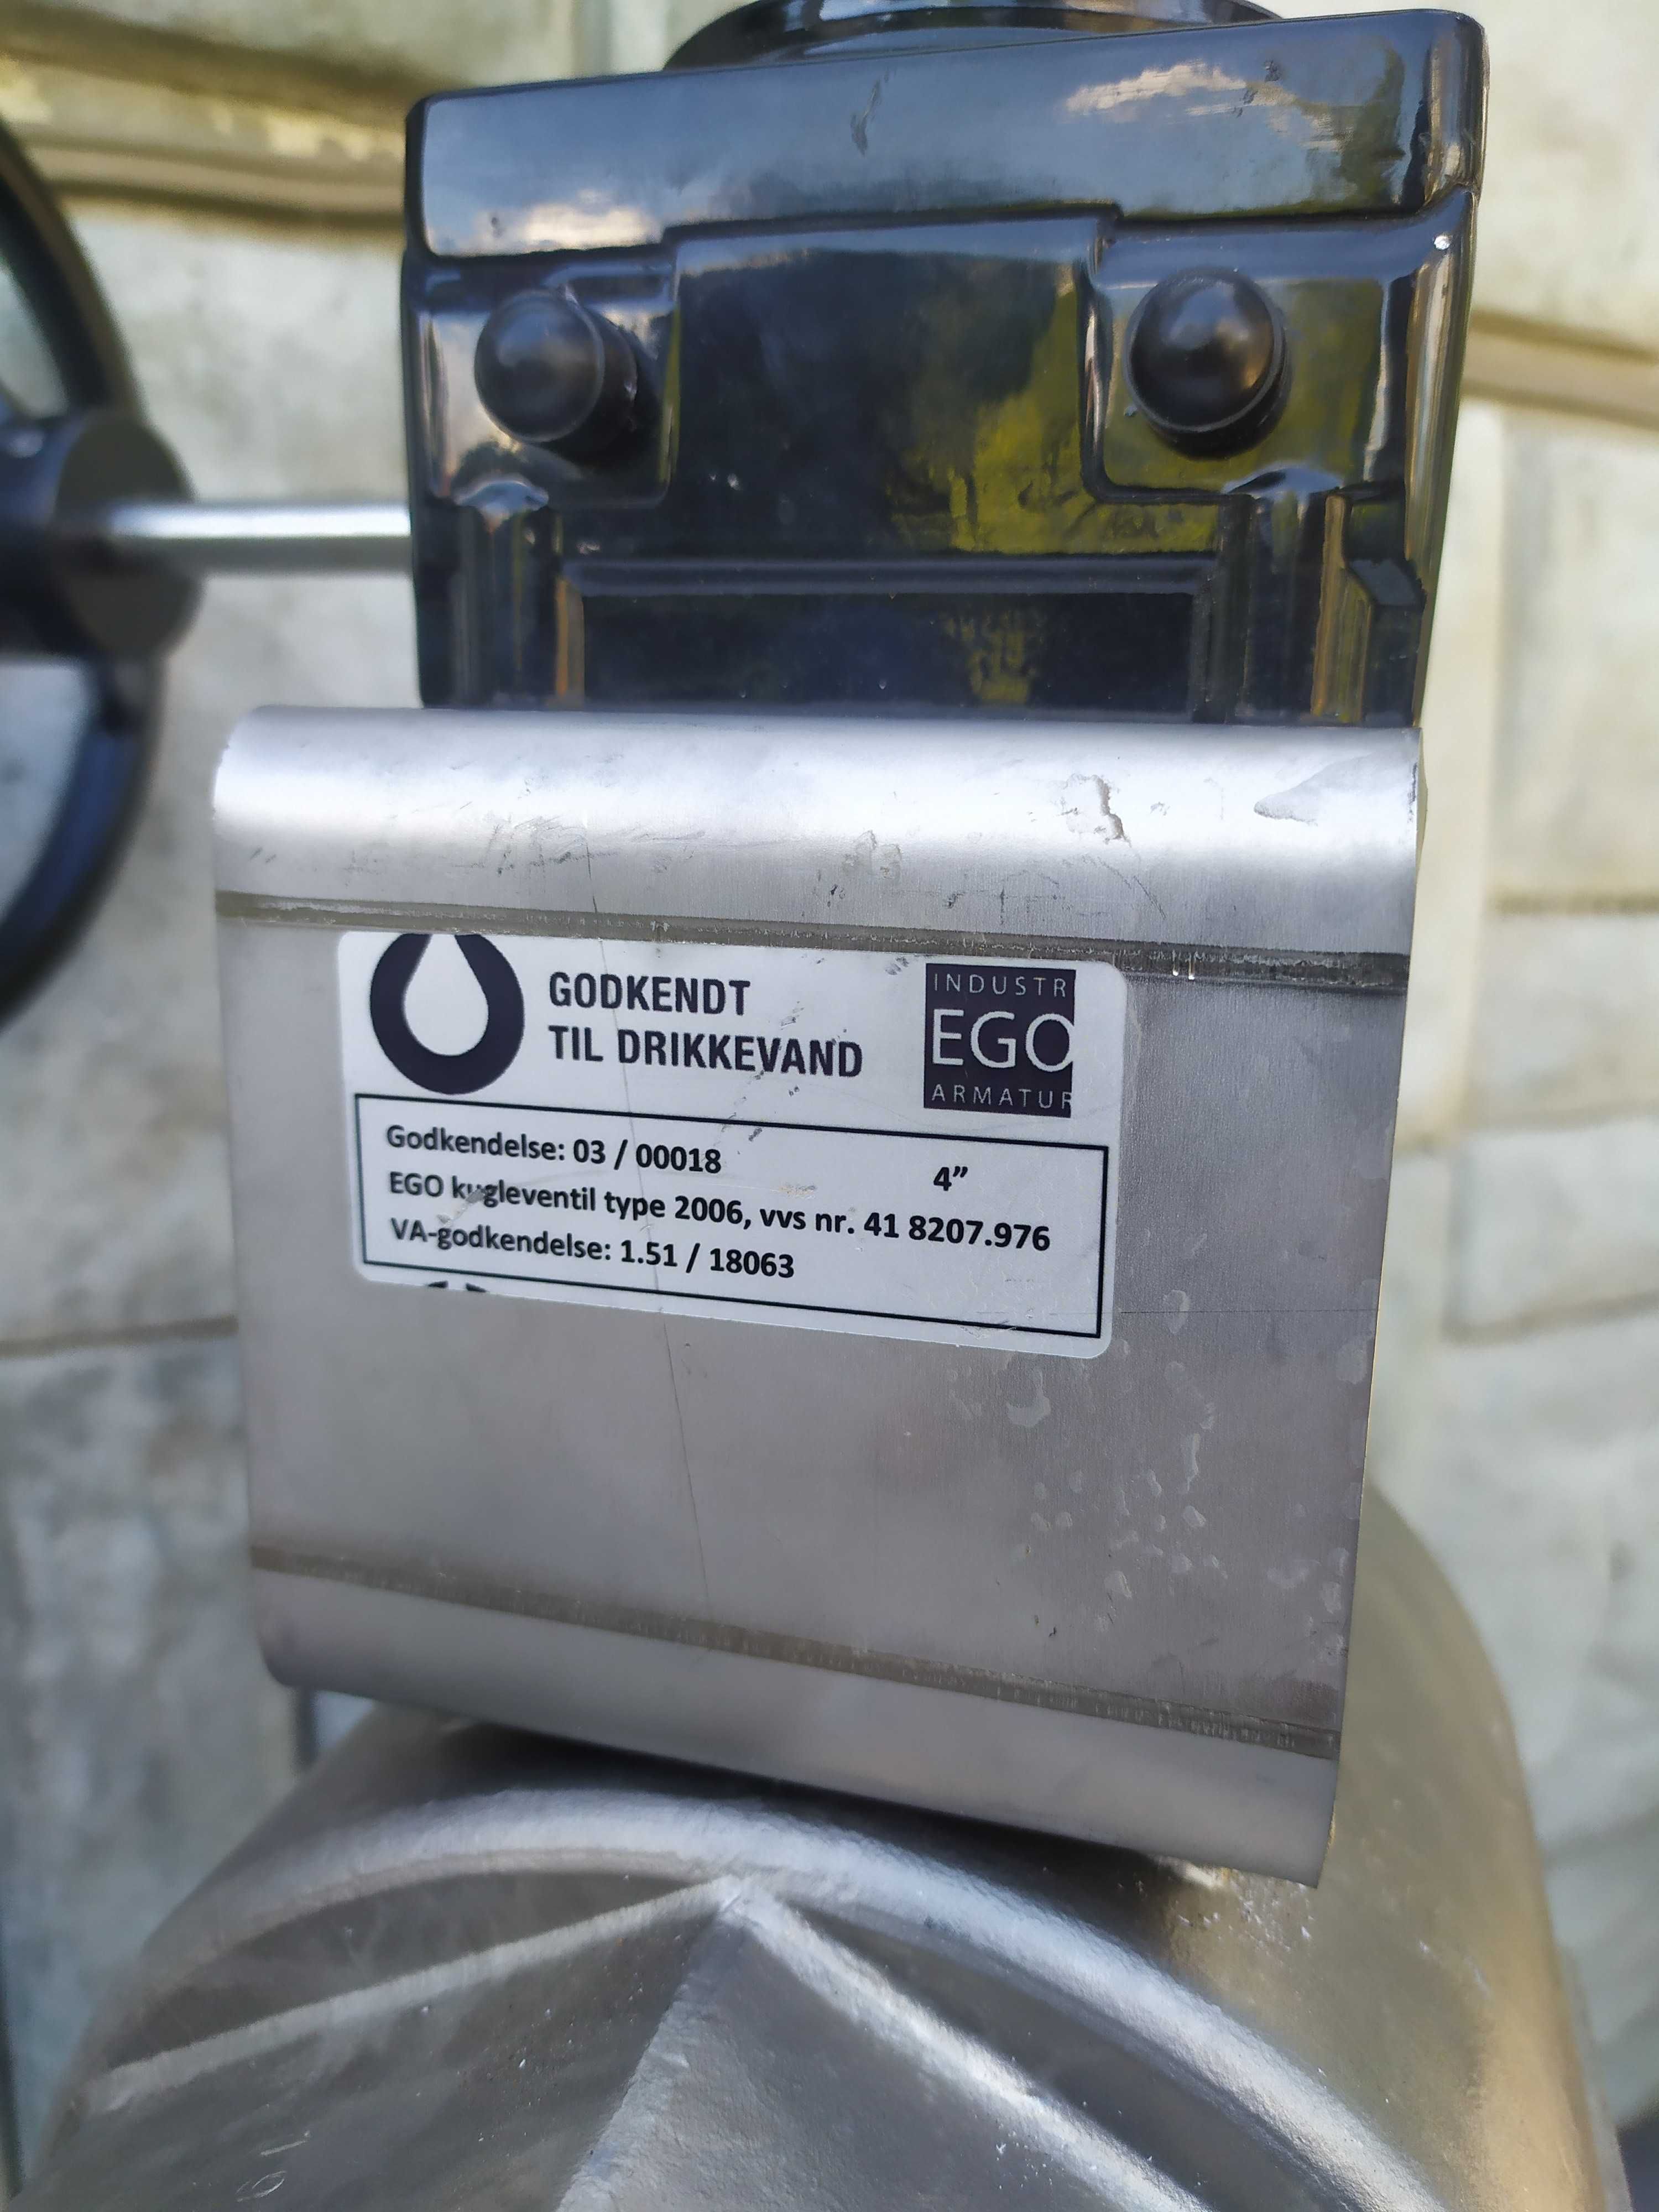 GODKENDT
TIL DRIKKEVAND
INDUSTR
EGO
ARMATUR
Godkendelse: 03 / 00018
4”
EGO kugleventil type 2006, vvs nr. 41 8207.976
VA-godkendelse: 1.51 / 18063